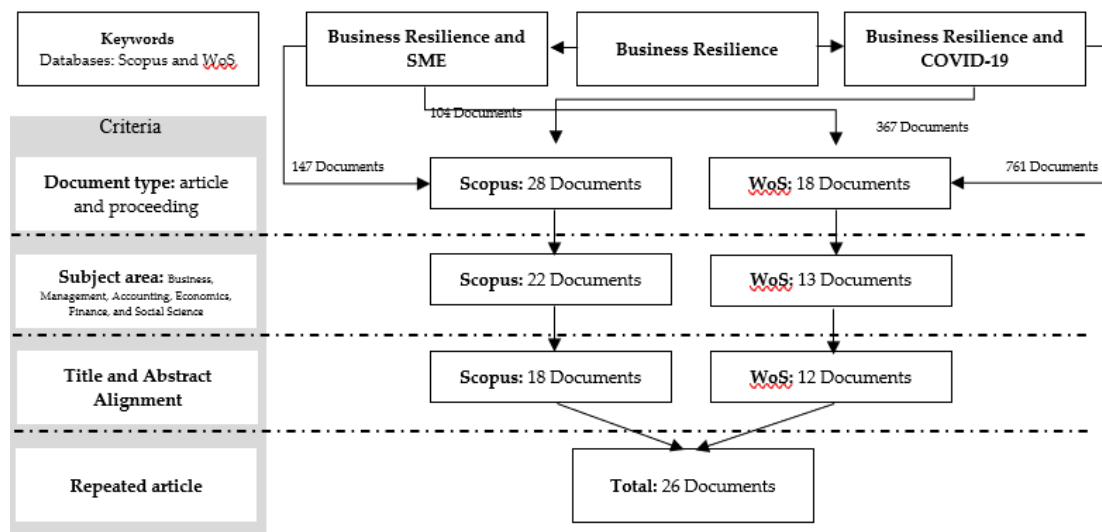 Keywords
Databases: Scopus and WoS
Business Resilience and
SME
Business Resilience
Business Resilience and
COVID-19
104 Documents
367 Documents
147 Documents
761 Documents
Criteria
Document type: article
and proceeding
Scopus: 28 Documents
WoS: 18 Documents
Subject area: Business,
Management, Accounting, Economics,
Finance, and Social Science
Scopus: 22 Documents
WoS: 13 Documents
Title and Abstract
Alignment
Scopus: 18 Documents
WoS: 12 Documents
Repeated article
Total: 26 Documents